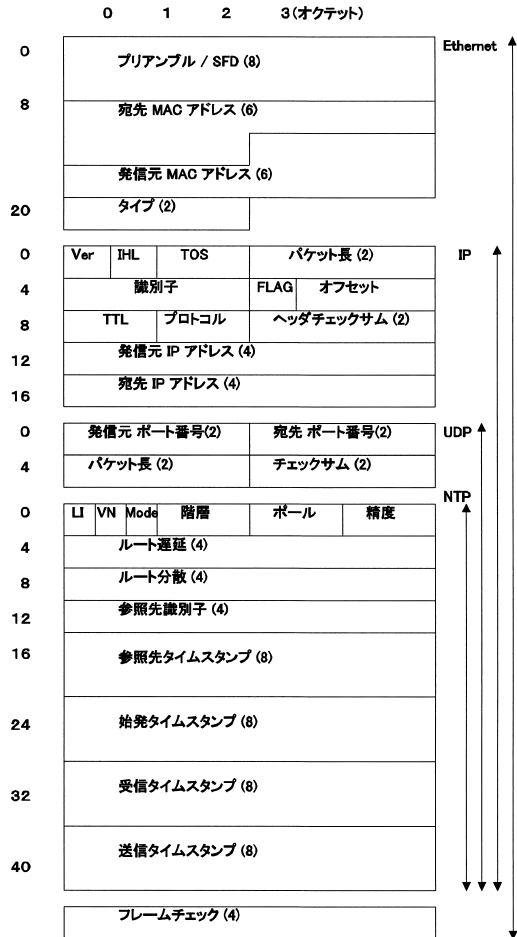 0 1 2 3(オクテット)
Ethernet
0 プリアンブル / SFD (8)
8 宛先 MAC アドレス (6)
発信元 MAC アドレス (6)
20 タイプ (2)
0 Ver IHL TOS パケット長 (2) IP
4 識別子 FLAG オフセット
8 TTL プロトコル ヘッダチェックサム (2)
12 発信元 IP アドレス (4)
16 宛先 IP アドレス (4)
0 発信元 ポート番号(2) 宛先 ポート番号(2) UDP
4 パケット長 (2) チェックサム (2)
NTP
0 LI VN Mode 階層 ポール 精度
4 ルート遅延 (4)
8 ルート分散 (4)
12 参照先識別子 (4)
16 参照先タイムスタンプ (8)
24 始発タイムスタンプ (8)
32 受信タイムスタンプ (8)
40 送信タイムスタンプ (8)
フレームチェック (4)